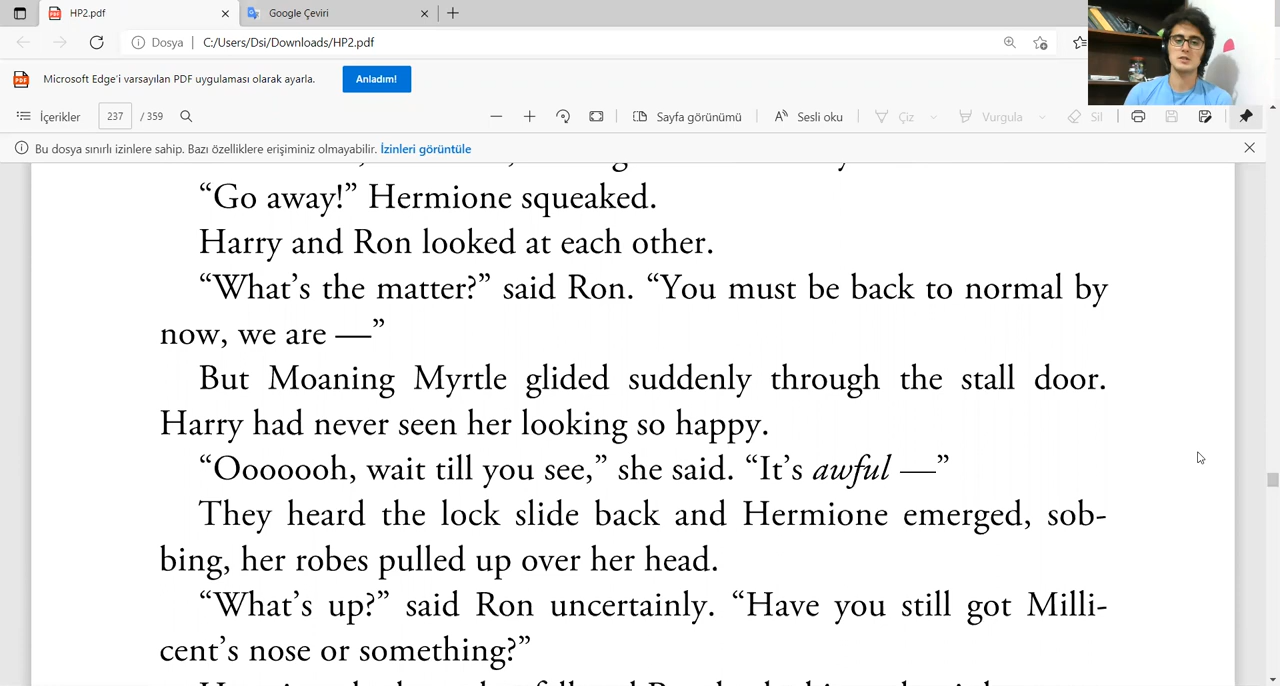 HP2.pdf
Google Çeviri
Dosya
C:/Users/Dsi/Downloads/HP2.pdf
Microsoft Edge'i varsayılan PDF uygulaması olarak ayarla.
Anladım!
İçerikler
237
/ 359
Sayfa görünümü
Sesli oku
Çiz
Vurgula
Sil
Bu dosya sınırlı izinlere sahip. Bazı özelliklere erişiminiz olmayabilir. İzinleri görüntüle
“Go away!” Hermione squeaked.
Harry and Ron looked at each other.
“What’s the matter?” said Ron. “You must be back to normal by
now, we are —”
But Moaning Myrtle glided suddenly through the stall door.
Harry had never seen her looking so happy.
“Ooooooh, wait till you see,” she said. “It’s awful —”
They heard the lock slide back and Hermione emerged, sob-
bing, her robes pulled up over her head.
“What’s up?” said Ron uncertainly. “Have you still got Milli-
cent’s nose or something?”